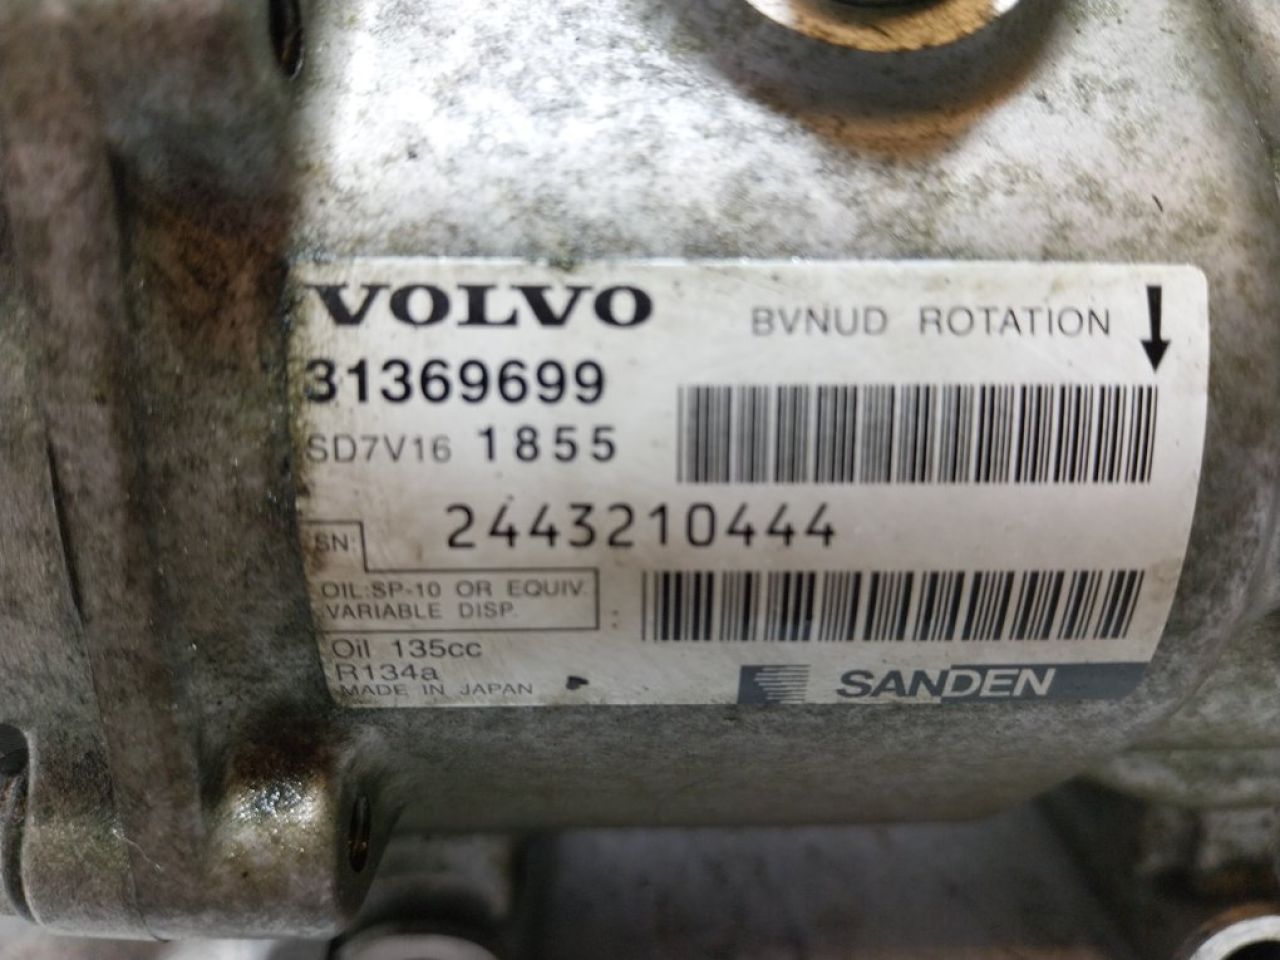 VOLVO
BVNUD ROTATION
31369699
SD7V16 1855
SN: 2443210444
OIL:SP-10 OR EQUIV.
VARIABLE DISP.
Oil 135cc
R134a
MADE IN JAPAN
SANDEN